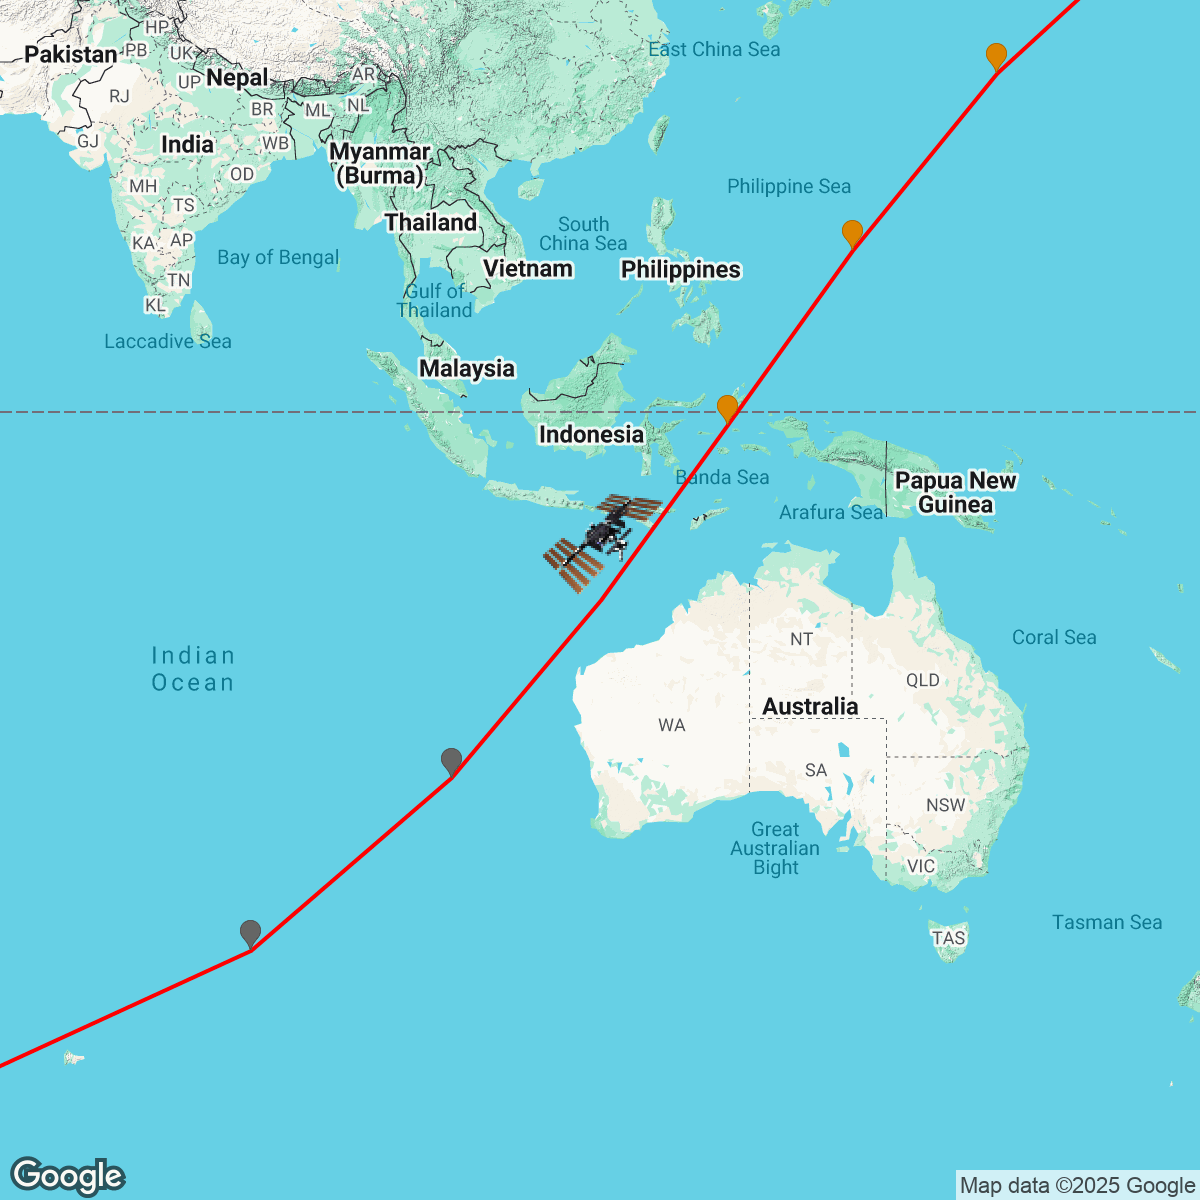 East China Sea
HP
Pakistan
PB
UK
Nepal
AR
UP
RJ
BR
ML
NL
GJ
India
WB
Myanmar
(Burma)
OD
MH
Philippine Sea
TS
Thailand
South
China Sea
KA
AP
Bay of Bengal
Vietnam
Philippines
TN
Gulf of
Thailand
KL
Laccadive Sea
Malaysia
Indonesia
Banda Sea
Papua New
Guinea
Arafura Sea
Indian
Ocean
NT
Coral Sea
QLD
Australia
WA
SA
NSW
Great
Australian
Bight
VIC
Tasman Sea
TAS
Google
Map data ©2025 Google